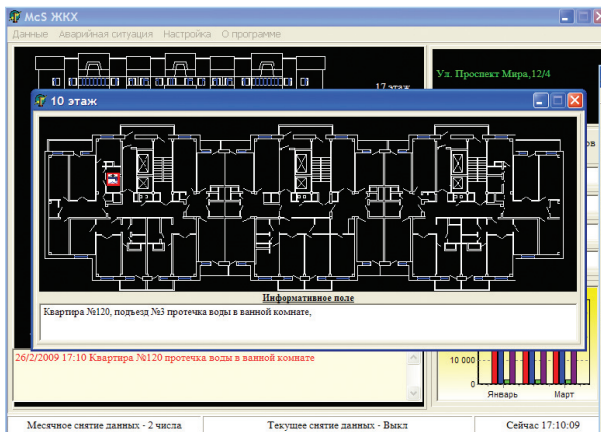 McS ЖКХ
Данные Аварийная ситуация Настройка О программе
17 этаж
Ул. Проспект Мира,12/4
10 этаж
ов
Информативное поле
Квартира №120, подъезд №3 протечка воды в ванной комнате,
26/2/2009 17:10 Квартира №120 протечка воды в ванной комнате
10 000
0
Январь Март
Месячное снятие данных - 2 числа Текущее снятие данных - Выкл Сейчас 17:10:09